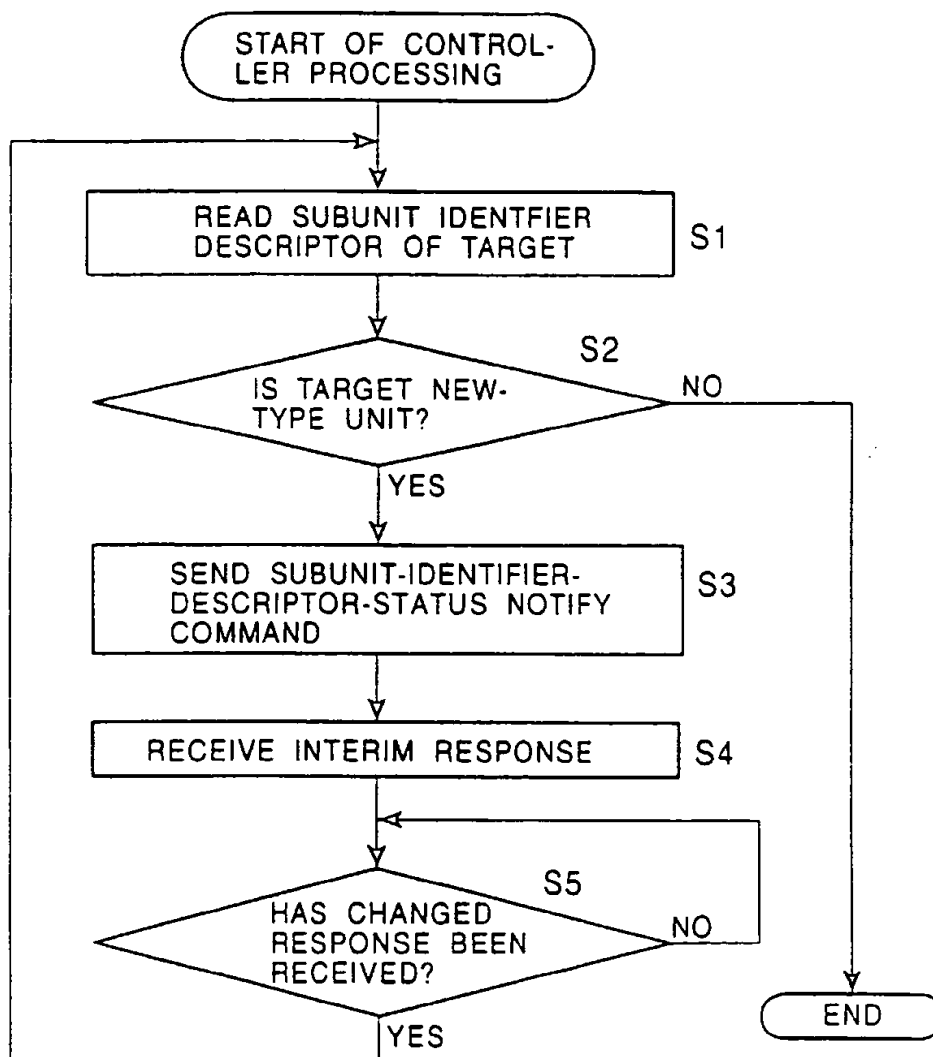 START OF CONTROL-
LER PROCESSING
READ SUBUNIT IDENTFIER
DESCRIPTOR OF TARGET
S1
S2
IS TARGET NEW-
TYPE UNIT?
NO
YES
SEND SUBUNIT-IDENTIFIER-
DESCRIPTOR-STATUS NOTIFY
COMMAND
S3
RECEIVE INTERIM RESPONSE
S4
S5
HAS CHANGED
RESPONSE BEEN
RECEIVED?
NO
YES
END